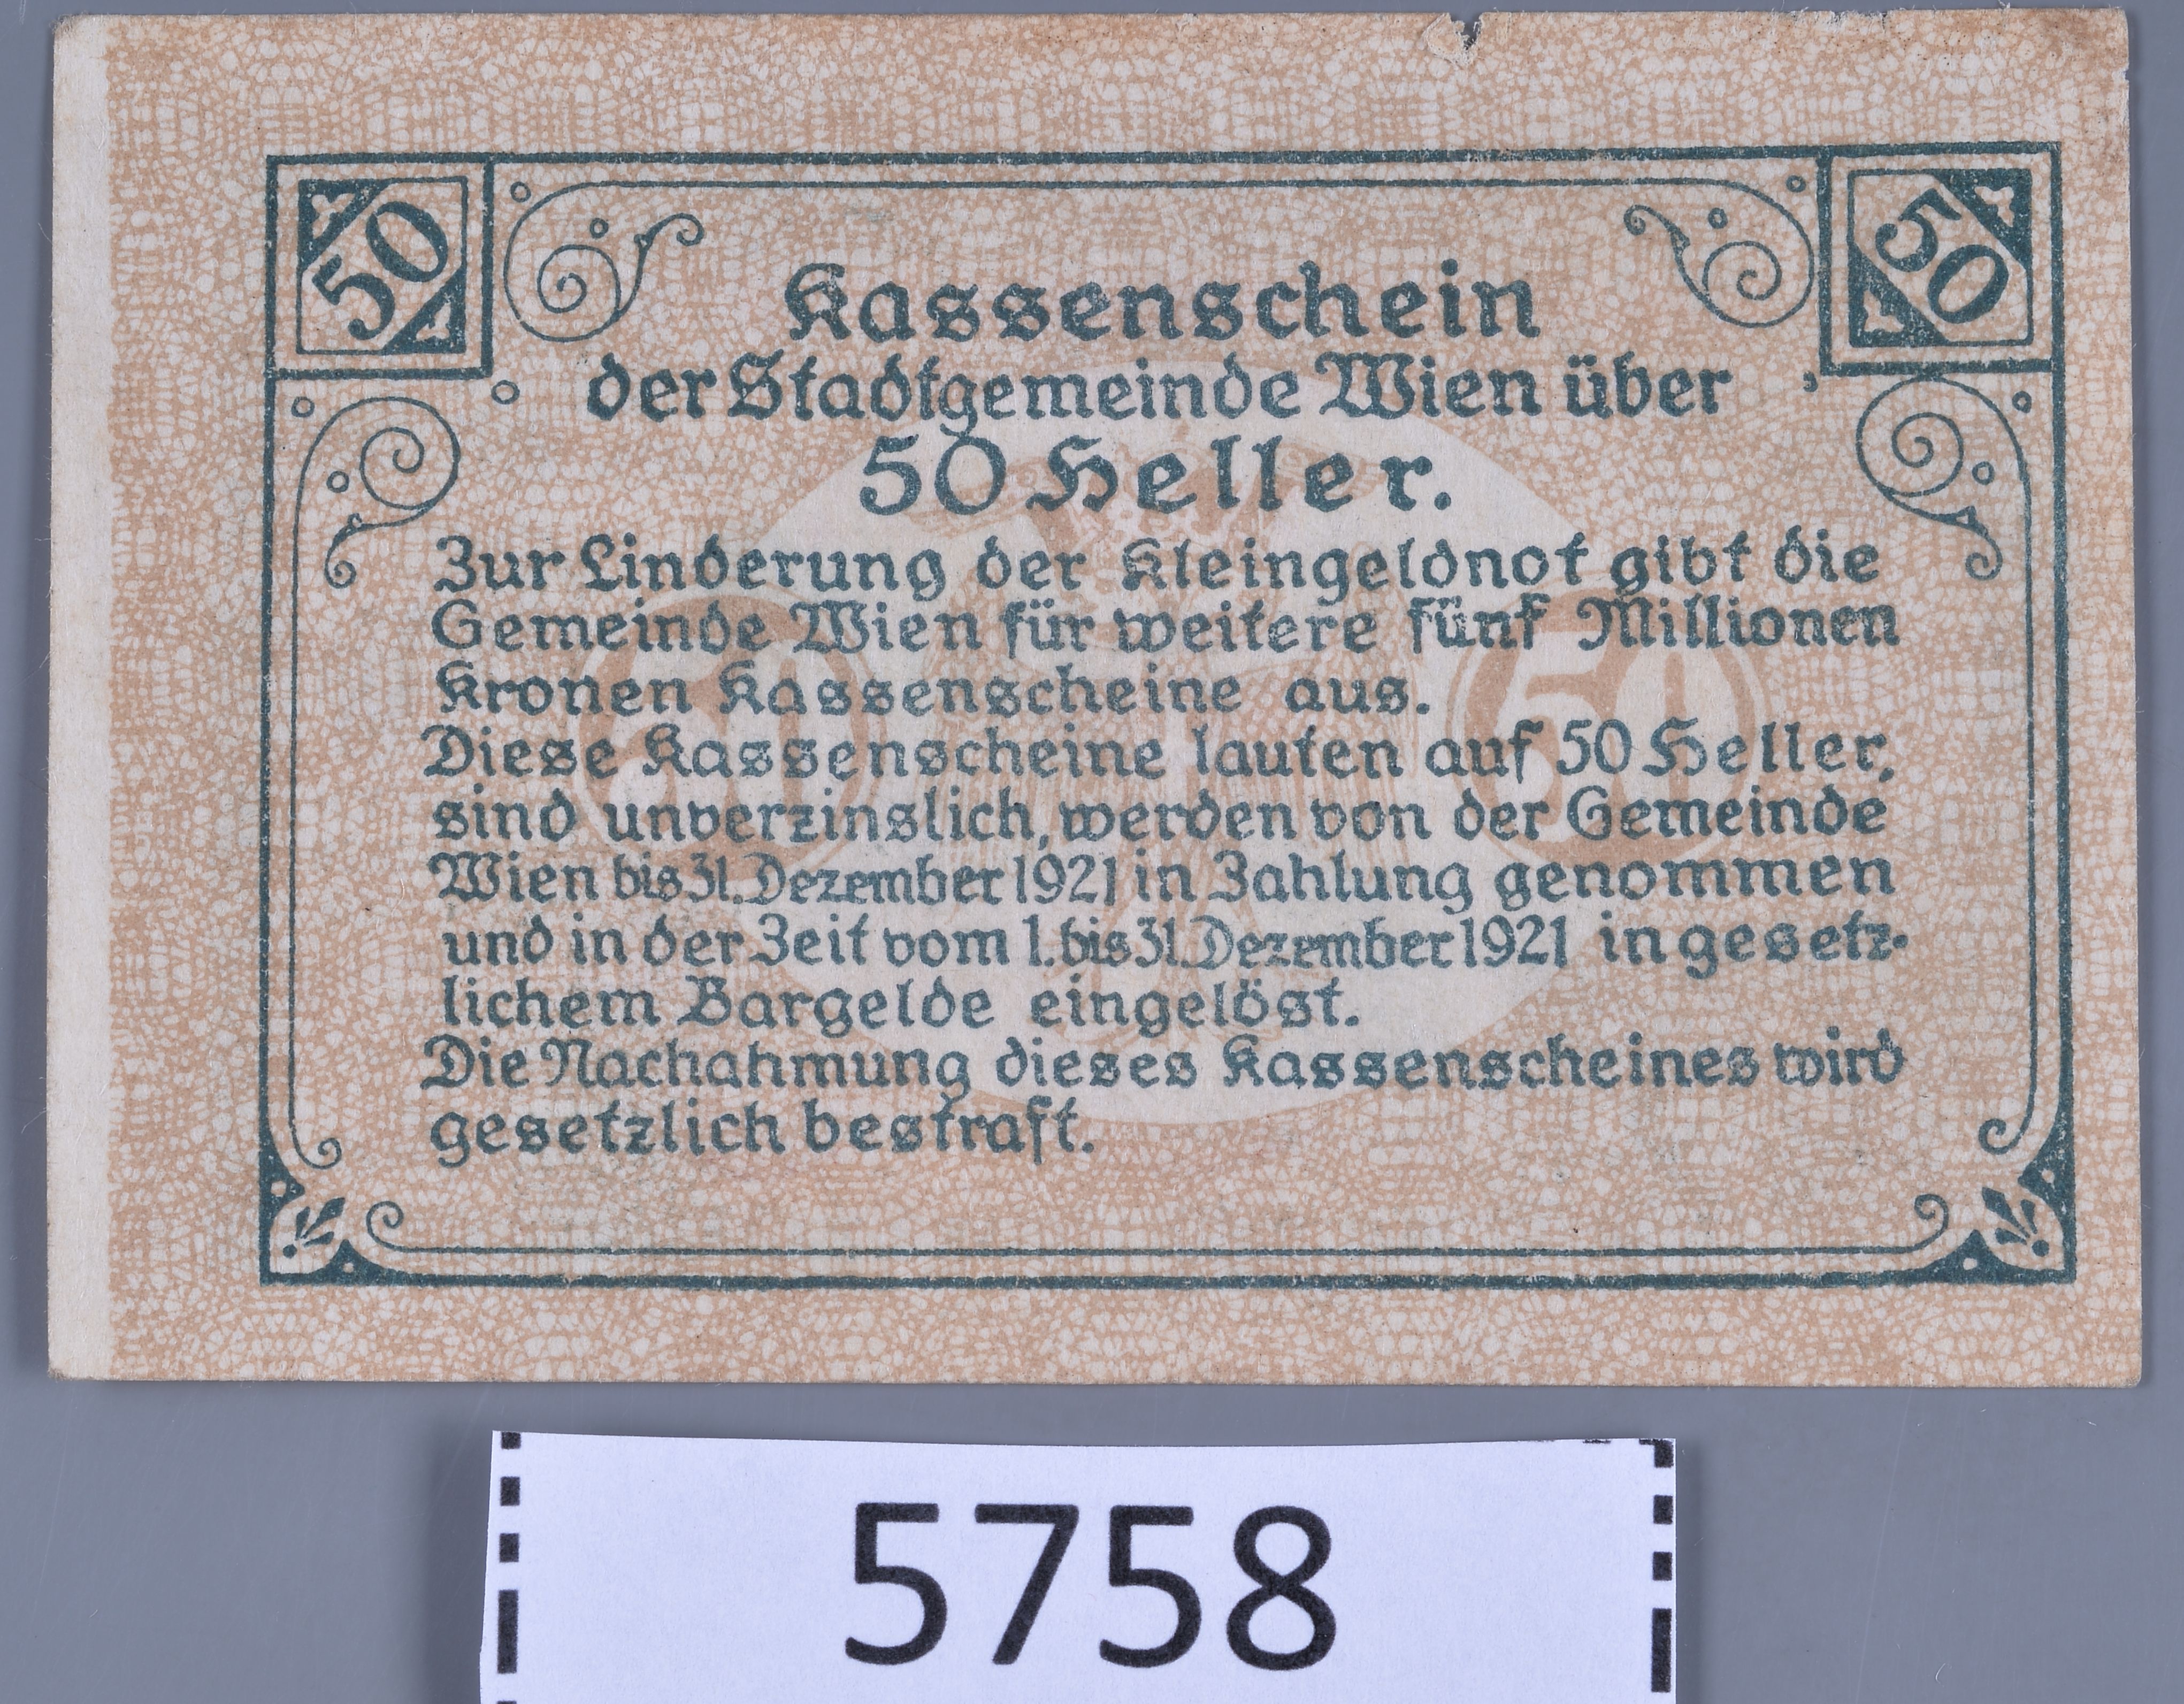 50
50
Kassenschein
der Stadtgemeinde Wien über
50 Heller.
Zur Linderung der Kleingeldnot gibt die
Gemeinde Wien für weitere fünf Millionen
Kronen Kassenscheine aus.
Diese Kassenscheine lauten auf 50 Heller,
sind unverzinslich, werden von der Gemeinde
Wien bis 31. Dezember 1921 in Zahlung genommen
und in der Zeit vom 1. bis 31. Dezember 1921 in gesetz-
lichem Bargelde eingelöst.
Die Nachahmung dieses Kassenscheines wird
gesetzlich bestraft.
50
50
5758